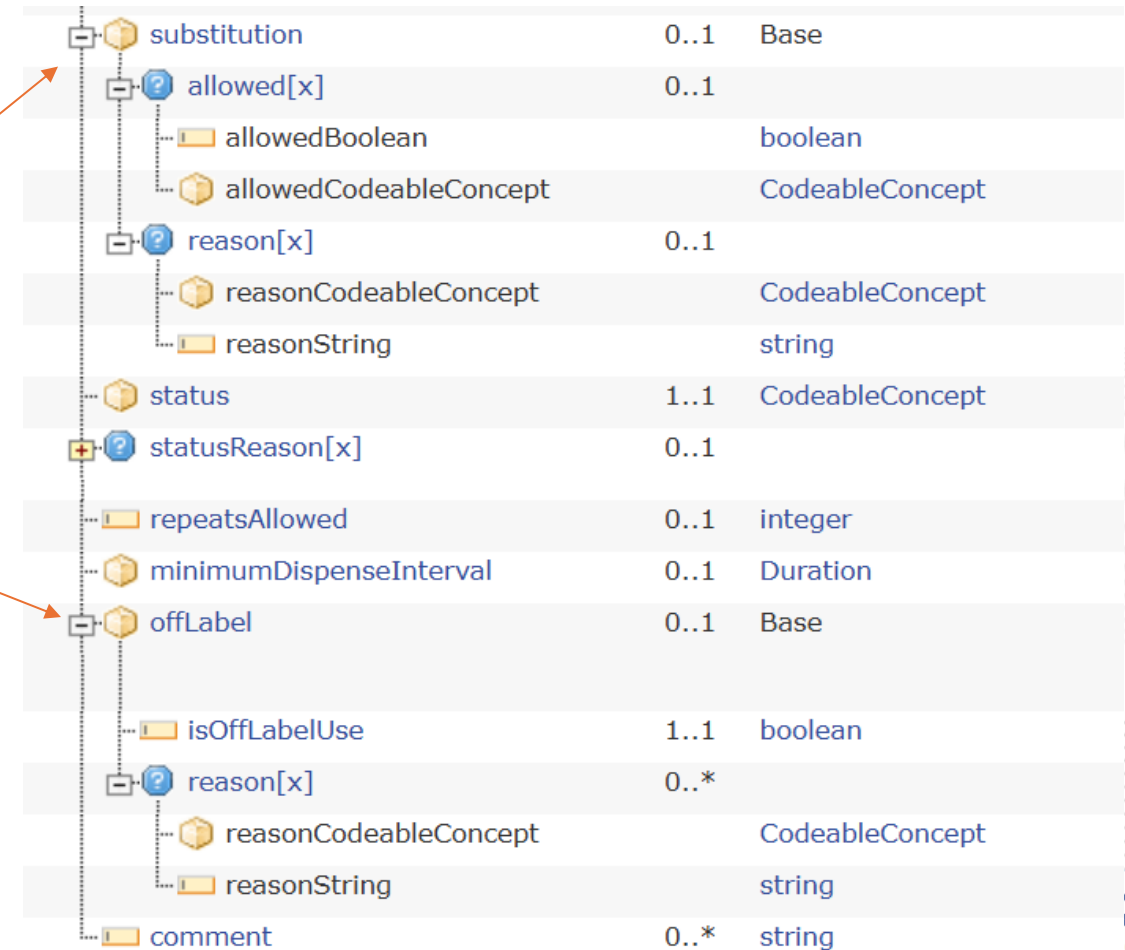 substitution 0..1 Base
allowed[x] 0..1
allowedBoolean boolean
allowedCodeableConcept CodeableConcept
reason[x] 0..1
reasonCodeableConcept CodeableConcept
reasonString string
status 1..1 CodeableConcept
statusReason[x] 0..1
repeatsAllowed 0..1 integer
minimumDispenseInterval 0..1 Duration
offLabel 0..1 Base
isOffLabelUse 1..1 boolean
reason[x] 0..*
reasonCodeableConcept CodeableConcept
reasonString string
comment 0..* string